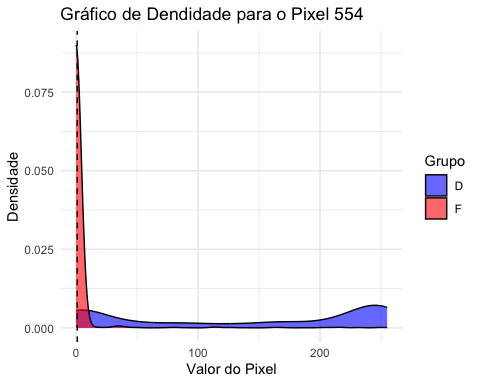 Gráfico de Dendidade para o Pixel 554
0.075
0.050
0.025
0.000
Densidade
0
100
200
Valor do Pixel
Grupo
D
F